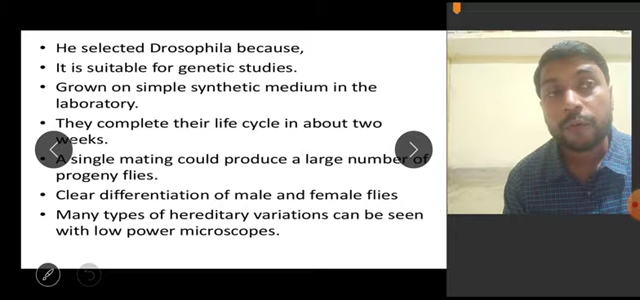 • He selected Drosophila because,
• It is suitable for genetic studies.
• Grown on simple synthetic medium in the
laboratory.
• They complete their life cycle in about two
weeks.
• A single mating could produce a large number of
progeny flies.
• Clear differentiation of male and female flies
• Many types of hereditary variations can be seen
with low power microscopes.